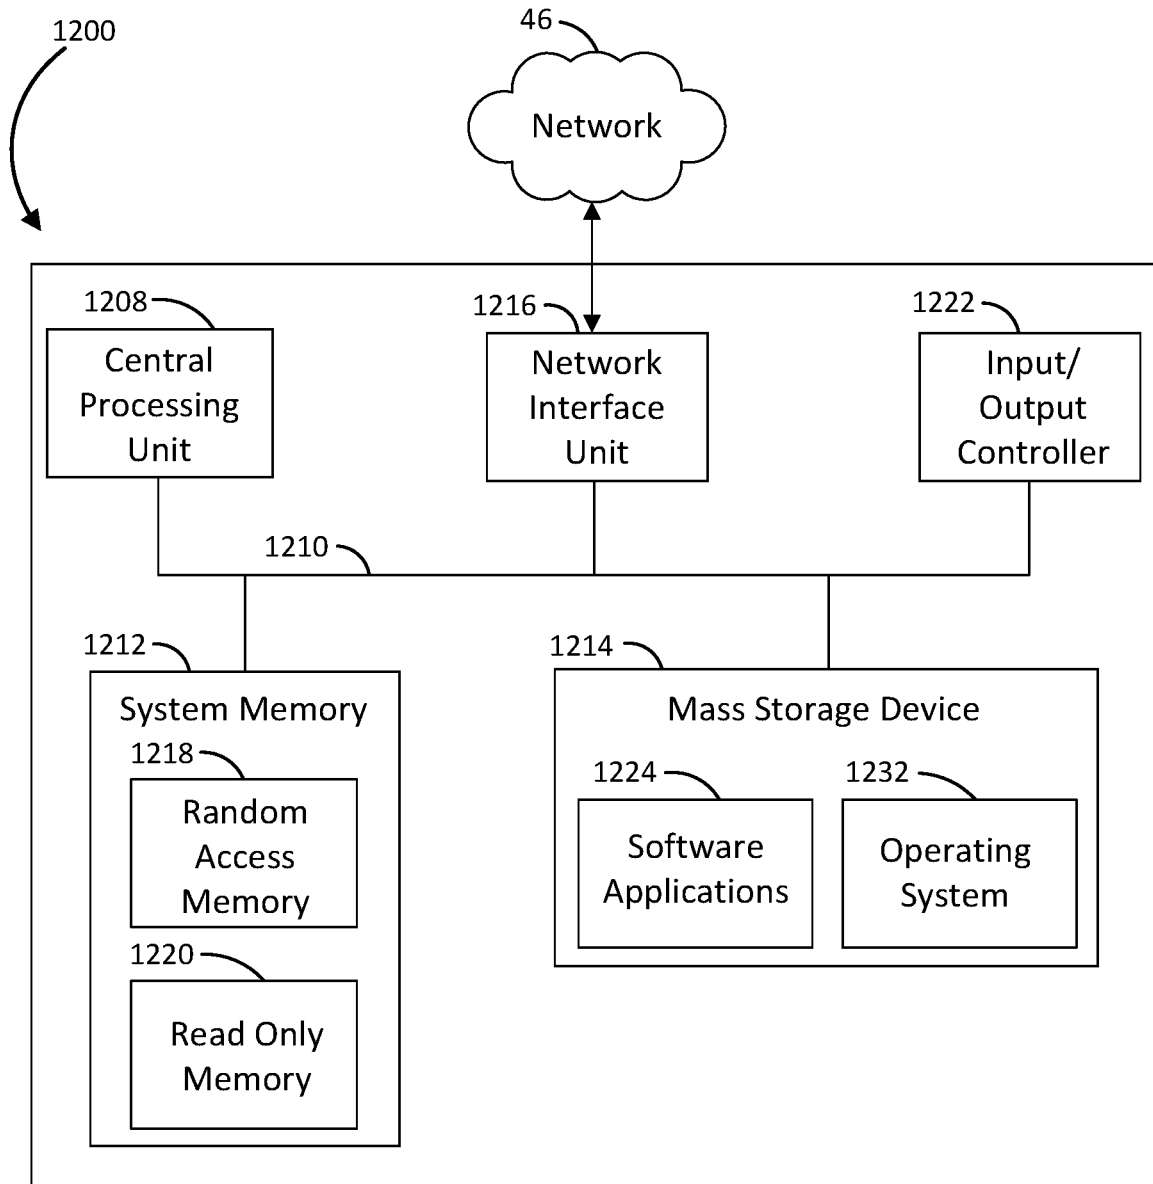 1200
46
Network
1208
Central
Processing
Unit
1216
Network
Interface
Unit
1222
Input/
Output
Controller
1210
1212
System Memory
1218
Random
Access
Memory
1220
Read Only
Memory
1214
Mass Storage Device
1224
Software
Applications
1232
Operating
System